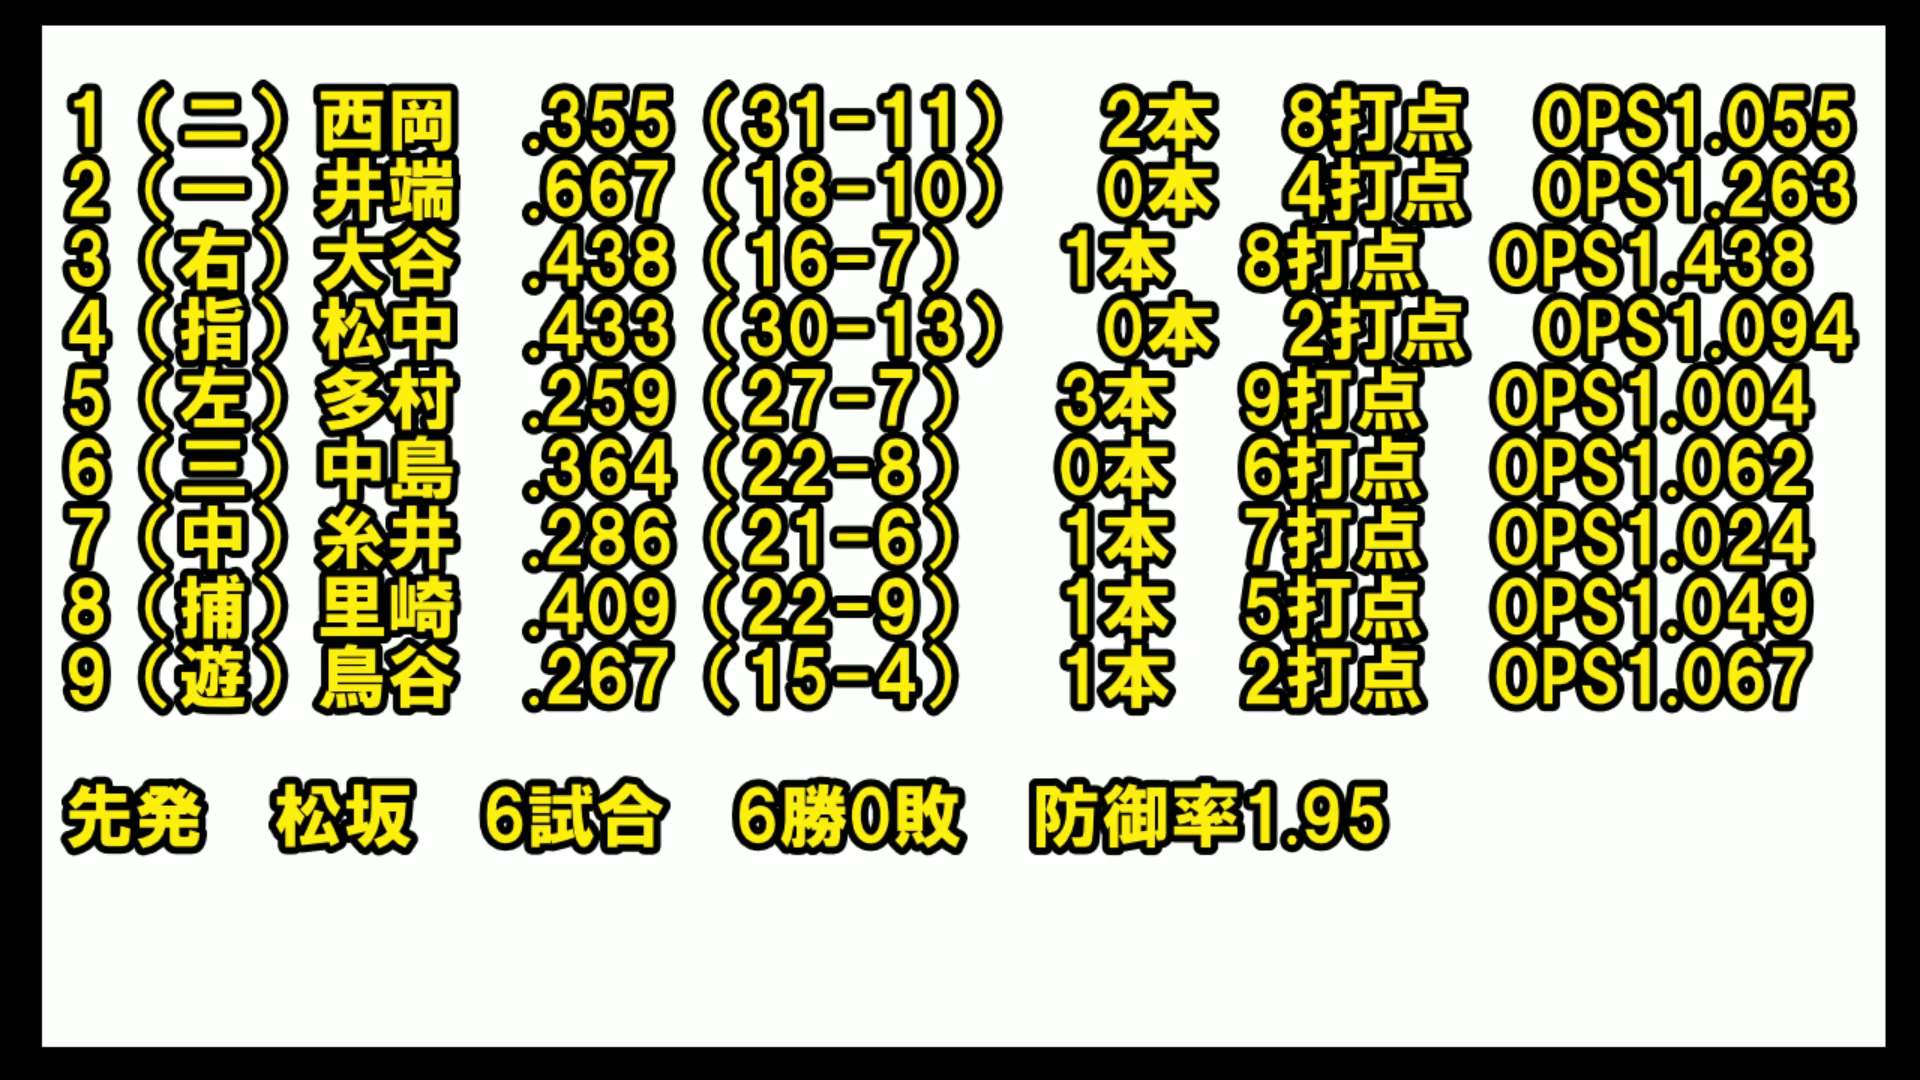 1（二）西岡　.355（31-11）　2本　8打点　OPS1.055
2（一）井端　.667（18-10）　0本　4打点　OPS1.263
3（右）大谷　.438（16-7）　1本　8打点　OPS1.438
4（指）松中　.433（30-13）　0本　2打点　OPS1.094
5（左）多村　.259（27-7）　3本　9打点　OPS1.004
6（三）中島　.364（22-8）　0本　6打点　OPS1.062
7（中）糸井　.286（21-6）　1本　7打点　OPS1.024
8（捕）里崎　.409（22-9）　1本　5打点　OPS1.049
9（遊）鳥谷　.267（15-4）　1本　2打点　OPS1.067
先発　松坂　6試合　6勝0敗　防御率1.95